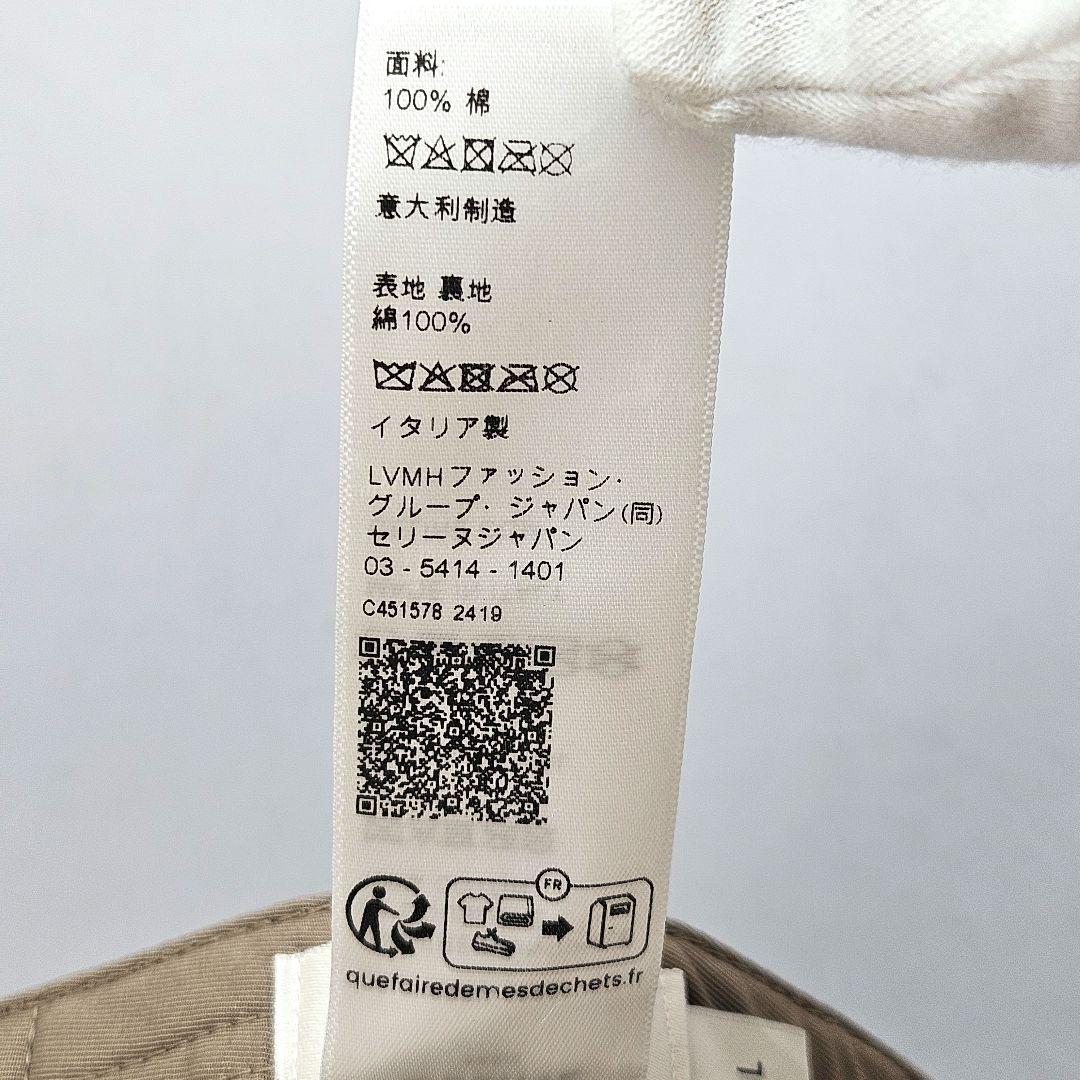 面料:
100% 棉
意大利制造
表地 裏地
綿100%
イタリア製
LVMHファッション・
グループ・ジャパン(同)
セリーヌジャパン
03 - 5414 - 1401
C451578 2419
FR
quefairedemesdechets.fr
L